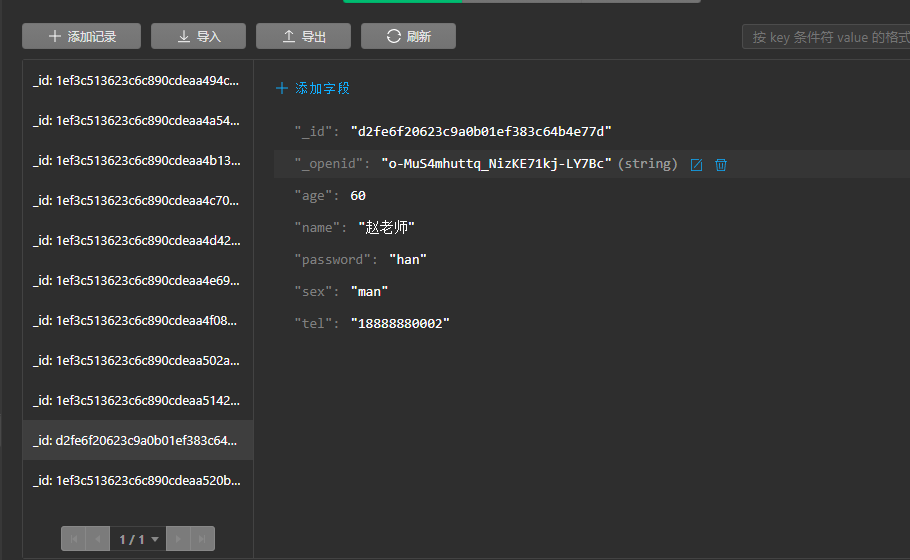 添加记录 导入 导出 刷新 按 key 条件符 value 的格式
_id: 1ef3c513623c6c890cdeaa494c...
_id: 1ef3c513623c6c890cdeaa4a54...
_id: 1ef3c513623c6c890cdeaa4b13...
_id: 1ef3c513623c6c890cdeaa4c70...
_id: 1ef3c513623c6c890cdeaa4d42...
_id: 1ef3c513623c6c890cdeaa4e69...
_id: 1ef3c513623c6c890cdeaa4f08...
_id: 1ef3c513623c6c890cdeaa502a...
_id: 1ef3c513623c6c890cdeaa5142...
_id: d2fe6f20623c9a0b01ef383c64...
_id: 1ef3c513623c6c890cdeaa520b...
1 / 1
添加字段
"_id": "d2fe6f20623c9a0b01ef383c64b4e77d"
"_openid": "o-MuS4mhuttq_NizKE71kj-LY7Bc" (string)
"age": 60
"name": "赵老师"
"password": "han"
"sex": "man"
"tel": "18888880002"